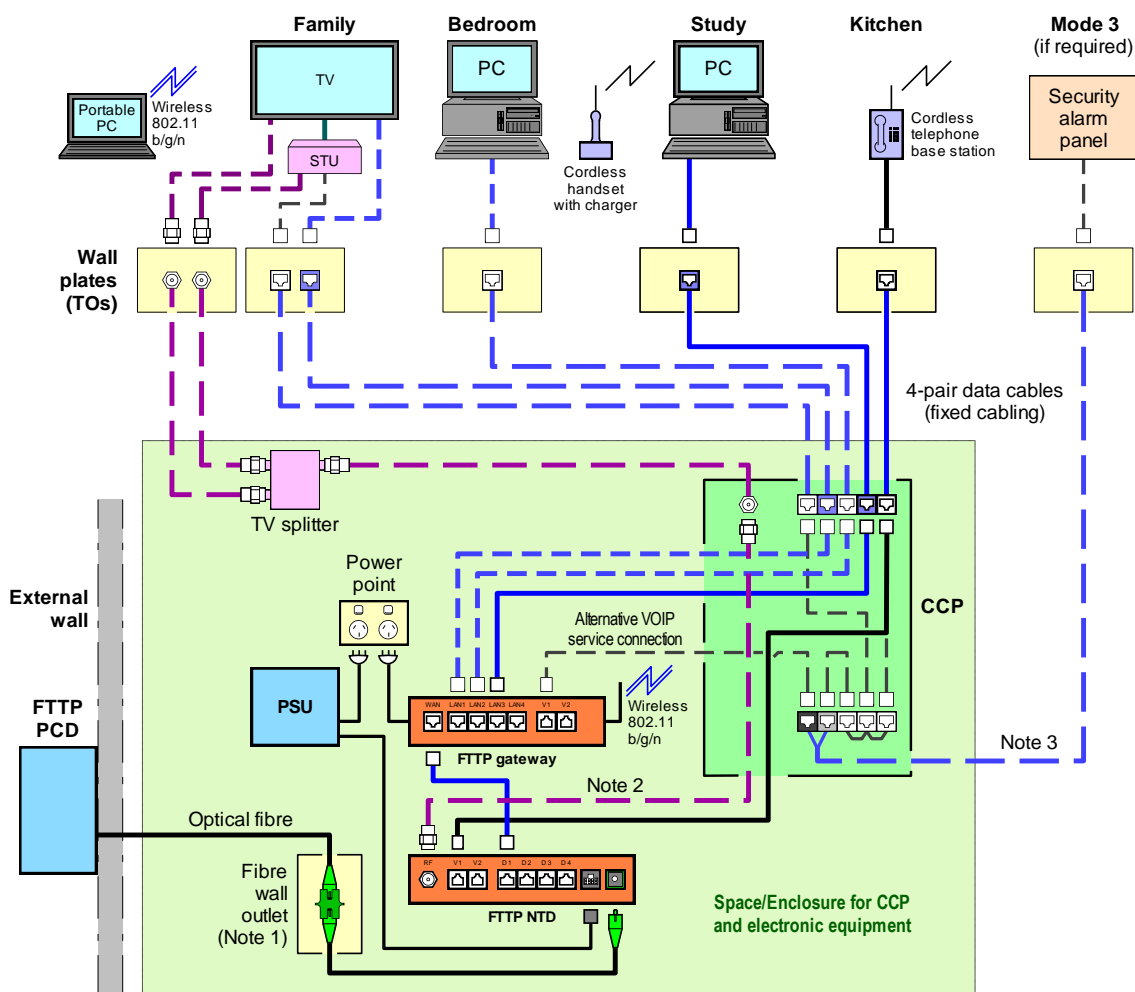 Family
Bedroom
Study
Kitchen
Mode 3
(if required)
TV
PC
PC
Portable
PC
Wireless
802.11
b/g/n
STU
Cordless
handset
with charger
Cordless
telephone
base station
Security
alarm
panel
Wall
plates
(TOs)
4-pair data cables
(fixed cabling)
TV splitter
Power
point
External
wall
CCP
Alternative VOIP
service connection
FTTP
PCD
PSU
WAN LAN1 LAN2 LAN3 LAN4 V1 V2
Wireless
802.11
b/g/n
FTTP gateway
Note 3
Note 2
Optical fibre
RF V1 V2 D1 D2 D3 D4
Fibre
wall
outlet
(Note 1)
FTTP NTD
Space/Enclosure for CCP
and electronic equipment